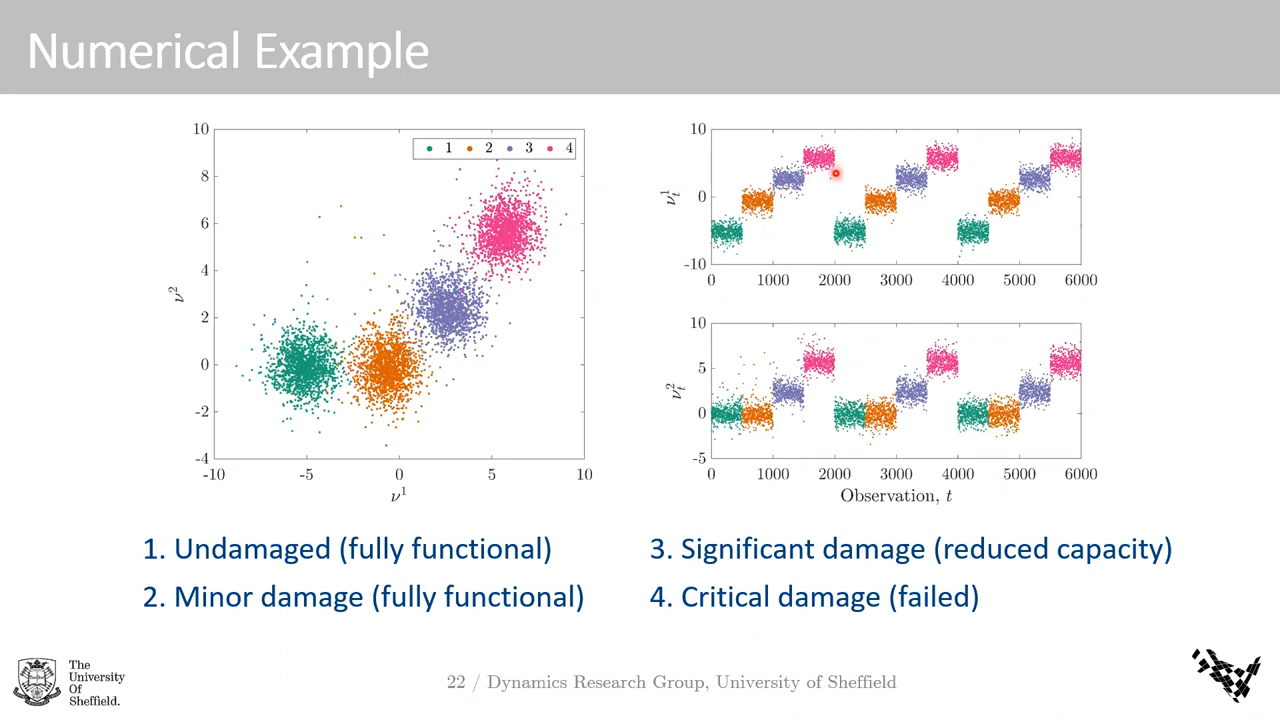 Numerical Example
10
8
6
4
2
0
-2
-4
-10 -5 0 5 10
ν²
ν¹
1 2 3 4
10
0
-10
ν¹ₜ
0 1000 2000 3000 4000 5000 6000
10
5
0
-5
ν²ₜ
0 1000 2000 3000 4000 5000 6000
Observation, t
1. Undamaged (fully functional)
2. Minor damage (fully functional)
3. Significant damage (reduced capacity)
4. Critical damage (failed)
The
University
Of
Sheffield.
22 / Dynamics Research Group, University of Sheffield